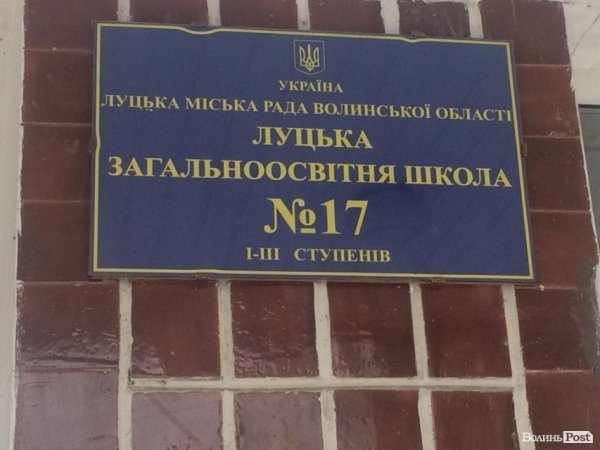 УКРАЇНА
ЛУЦЬКА МІСЬКА РАДА ВОЛИНСЬКОЇ ОБЛАСТІ
ЛУЦЬКА
ЗАГАЛЬНООСВІТНЯ ШКОЛА
№17
І-ІІІ СТУПЕНІВ
ВолиньPost